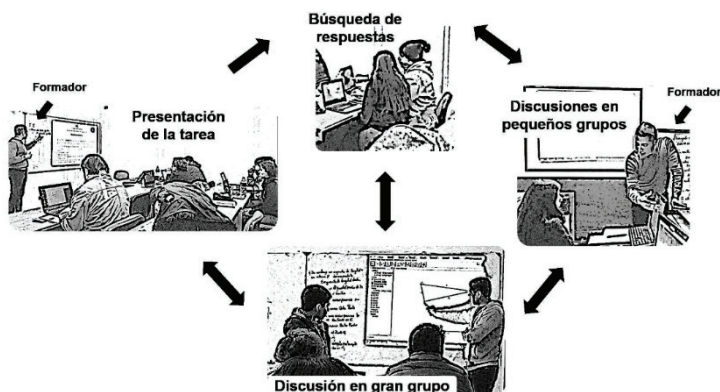 Búsqueda de
respuestas
Formador
Presentación
de la tarea
Formador
Discusiones en
pequeños grupos
Discusión en gran grupo